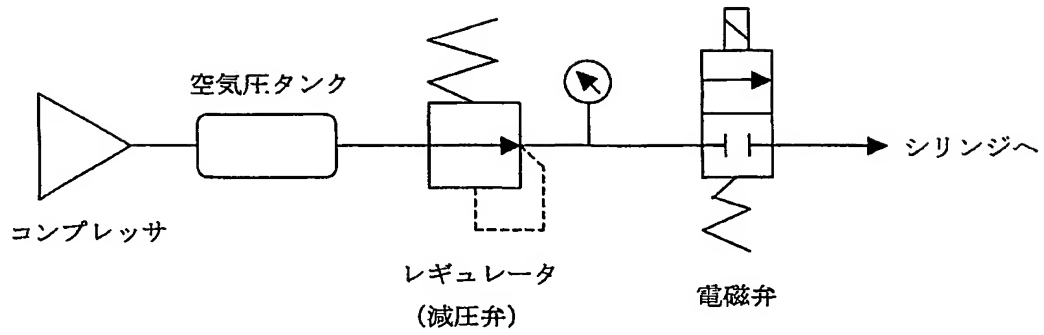 空気圧タンク
シリンジへ
コンプレッサ
レギュレータ
(減圧弁)
電磁弁